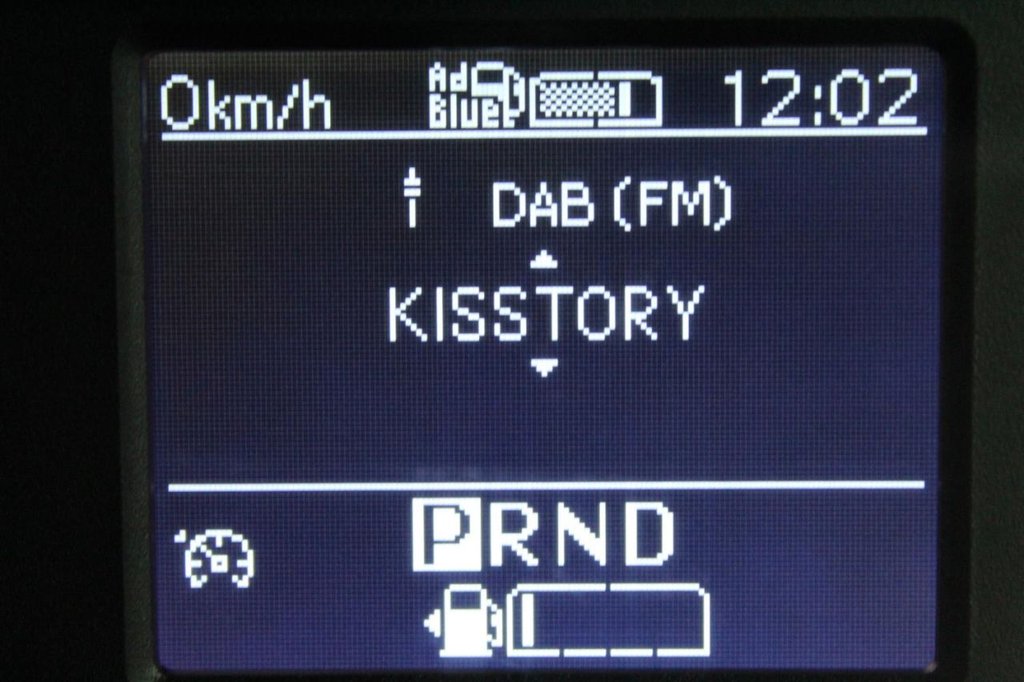 0km/h Ad Blue 12:02
DAB (FM)
KISSTORY
PRND